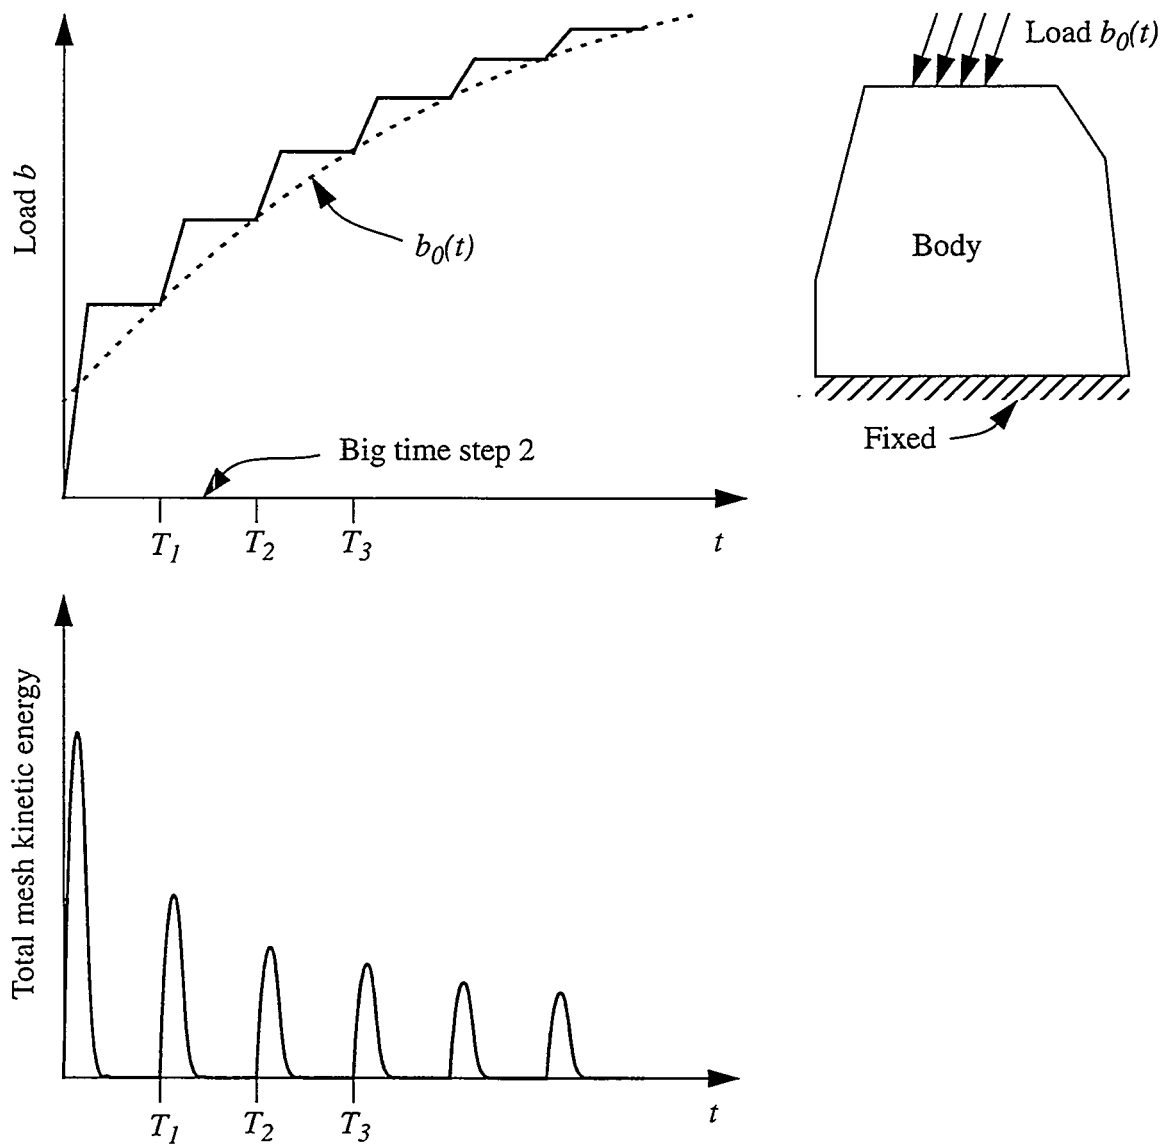 Load b
b0(t)
Big time step 2
T1
T2
T3
t
Load b0(t)
Body
Fixed
Total mesh kinetic energy
T1
T2
T3
t